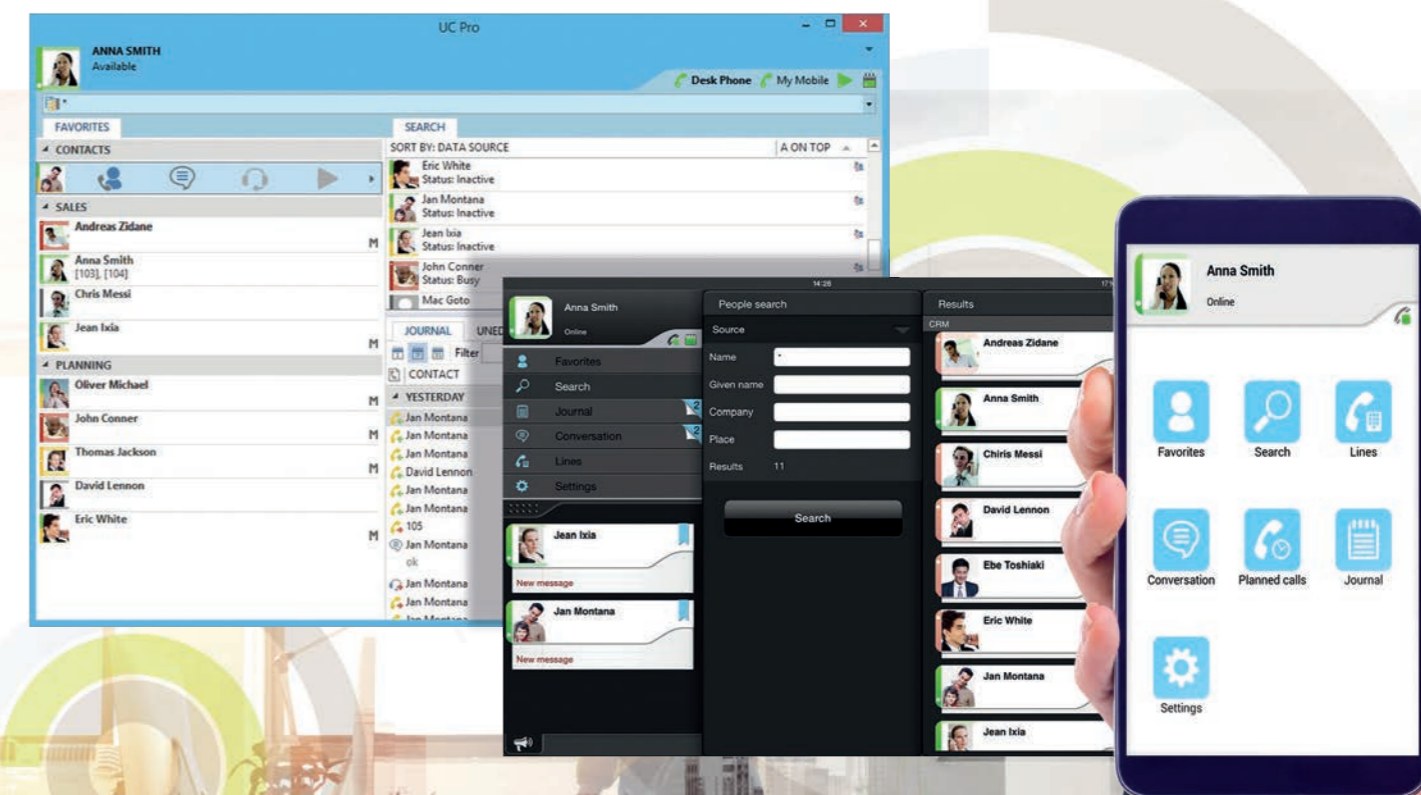 UC Pro
ANNA SMITH
Available
Desk Phone My Mobile
FAVORITES
CONTACTS
SALES
Andreas Zidane
M
Anna Smith
[103], [104]
Chris Messi
Jean Ixia
M
PLANNING
Oliver Michael
M
John Conner
M
Thomas Jackson
M
David Lennon
Eric White
M
SEARCH
SORT BY: DATA SOURCE A ON TOP
Eric White
Status: Inactive
Jan Montana
Status: Inactive
Jean Ixia
Status: Inactive
John Conner
Status: Busy
Mac Goto
JOURNAL UNED
Filter
CONTACT
YESTERDAY
Jan Montana
Jan Montana
Jan Montana
David Lennon
Jan Montana
Jan Montana
105
Jan Montana
ok
Jan Montana
Jan Montana
Jan Montana
14:26
Anna Smith
Online
Favorites
Search
Journal 2
Conversation 2
Lines
Settings
Jean Ixia
New message
Jan Montana
New message
People search
Source
Name *
Given name
Company
Place
Results 11
Search
Results
CRM
Andreas Zidane
Anna Smith
Chiris Messi
David Lennon
Ebe Toshiaki
Eric White
Jan Montana
Jean Ixia
Anna Smith
Online
Favorites Search Lines
Conversation Planned calls Journal
Settings